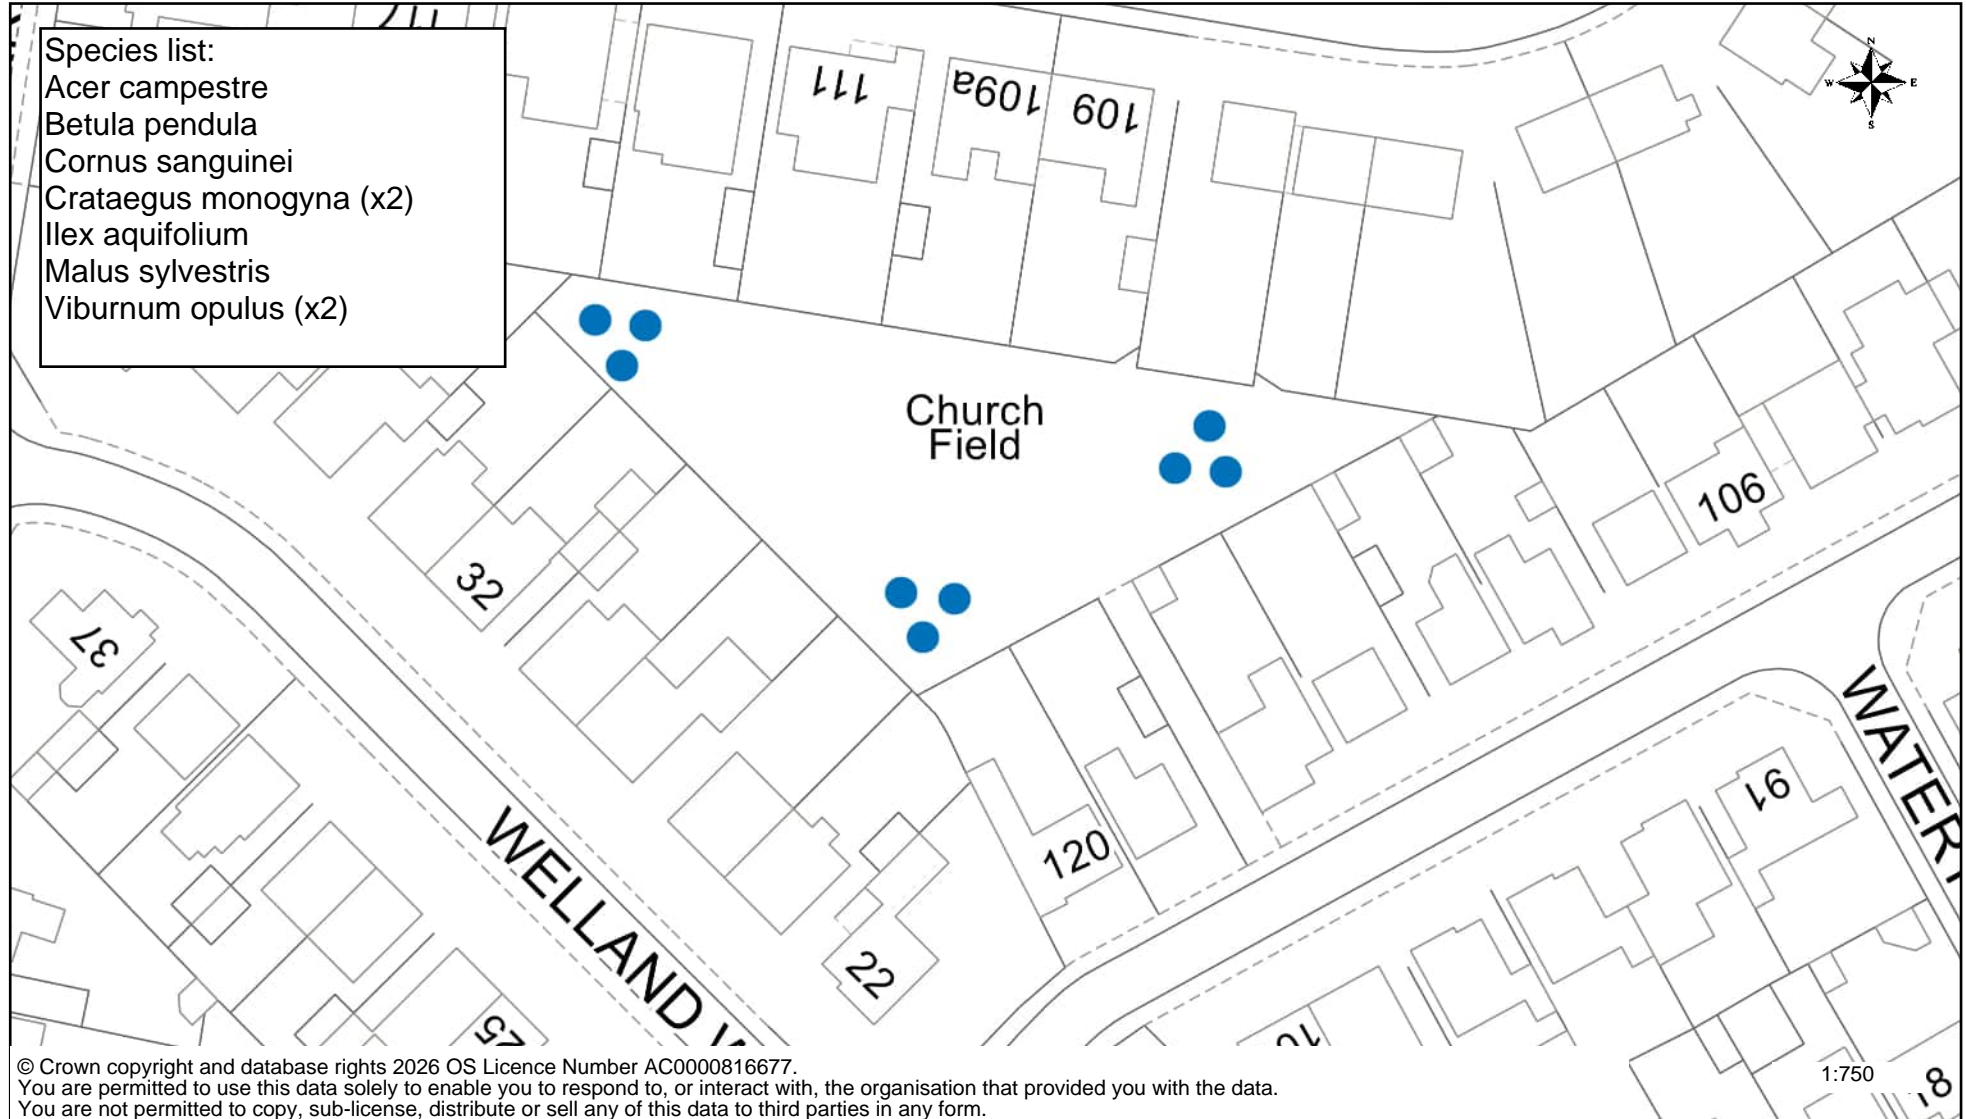 Species list:
Acer campestre
Betula pendula
Cornus sanguinei
Crataegus monogyna (x2)
Ilex aquifolium
Malus sylvestris
Viburnum opulus (x2)
111
109a
109
N
W
E
S
Church
Field
106
32
37
WELLAND
120
91
22
25
© Crown copyright and database rights 2026 OS Licence Number AC0000816677.
You are permitted to use this data solely to enable you to respond to, or interact with, the organisation that provided you with the data.
You are not permitted to copy, sub-license, distribute or sell any of this data to third parties in any form.
1:750